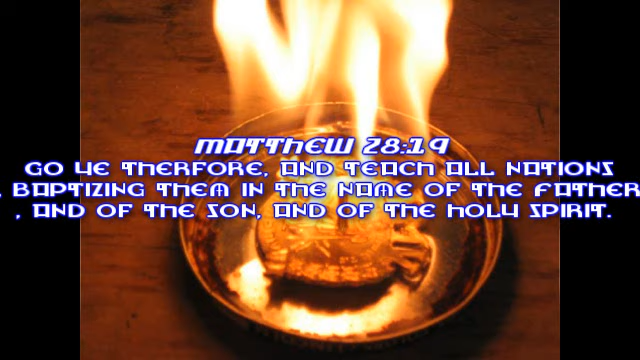 MATTHEW 28:19
GO YE THERFORE, AND TEACH ALL NATIONS
, BAPTIZING THEM IN THE NAME OF THE FATHER
, AND OF THE SON, AND OF THE HOLY SPIRIT.